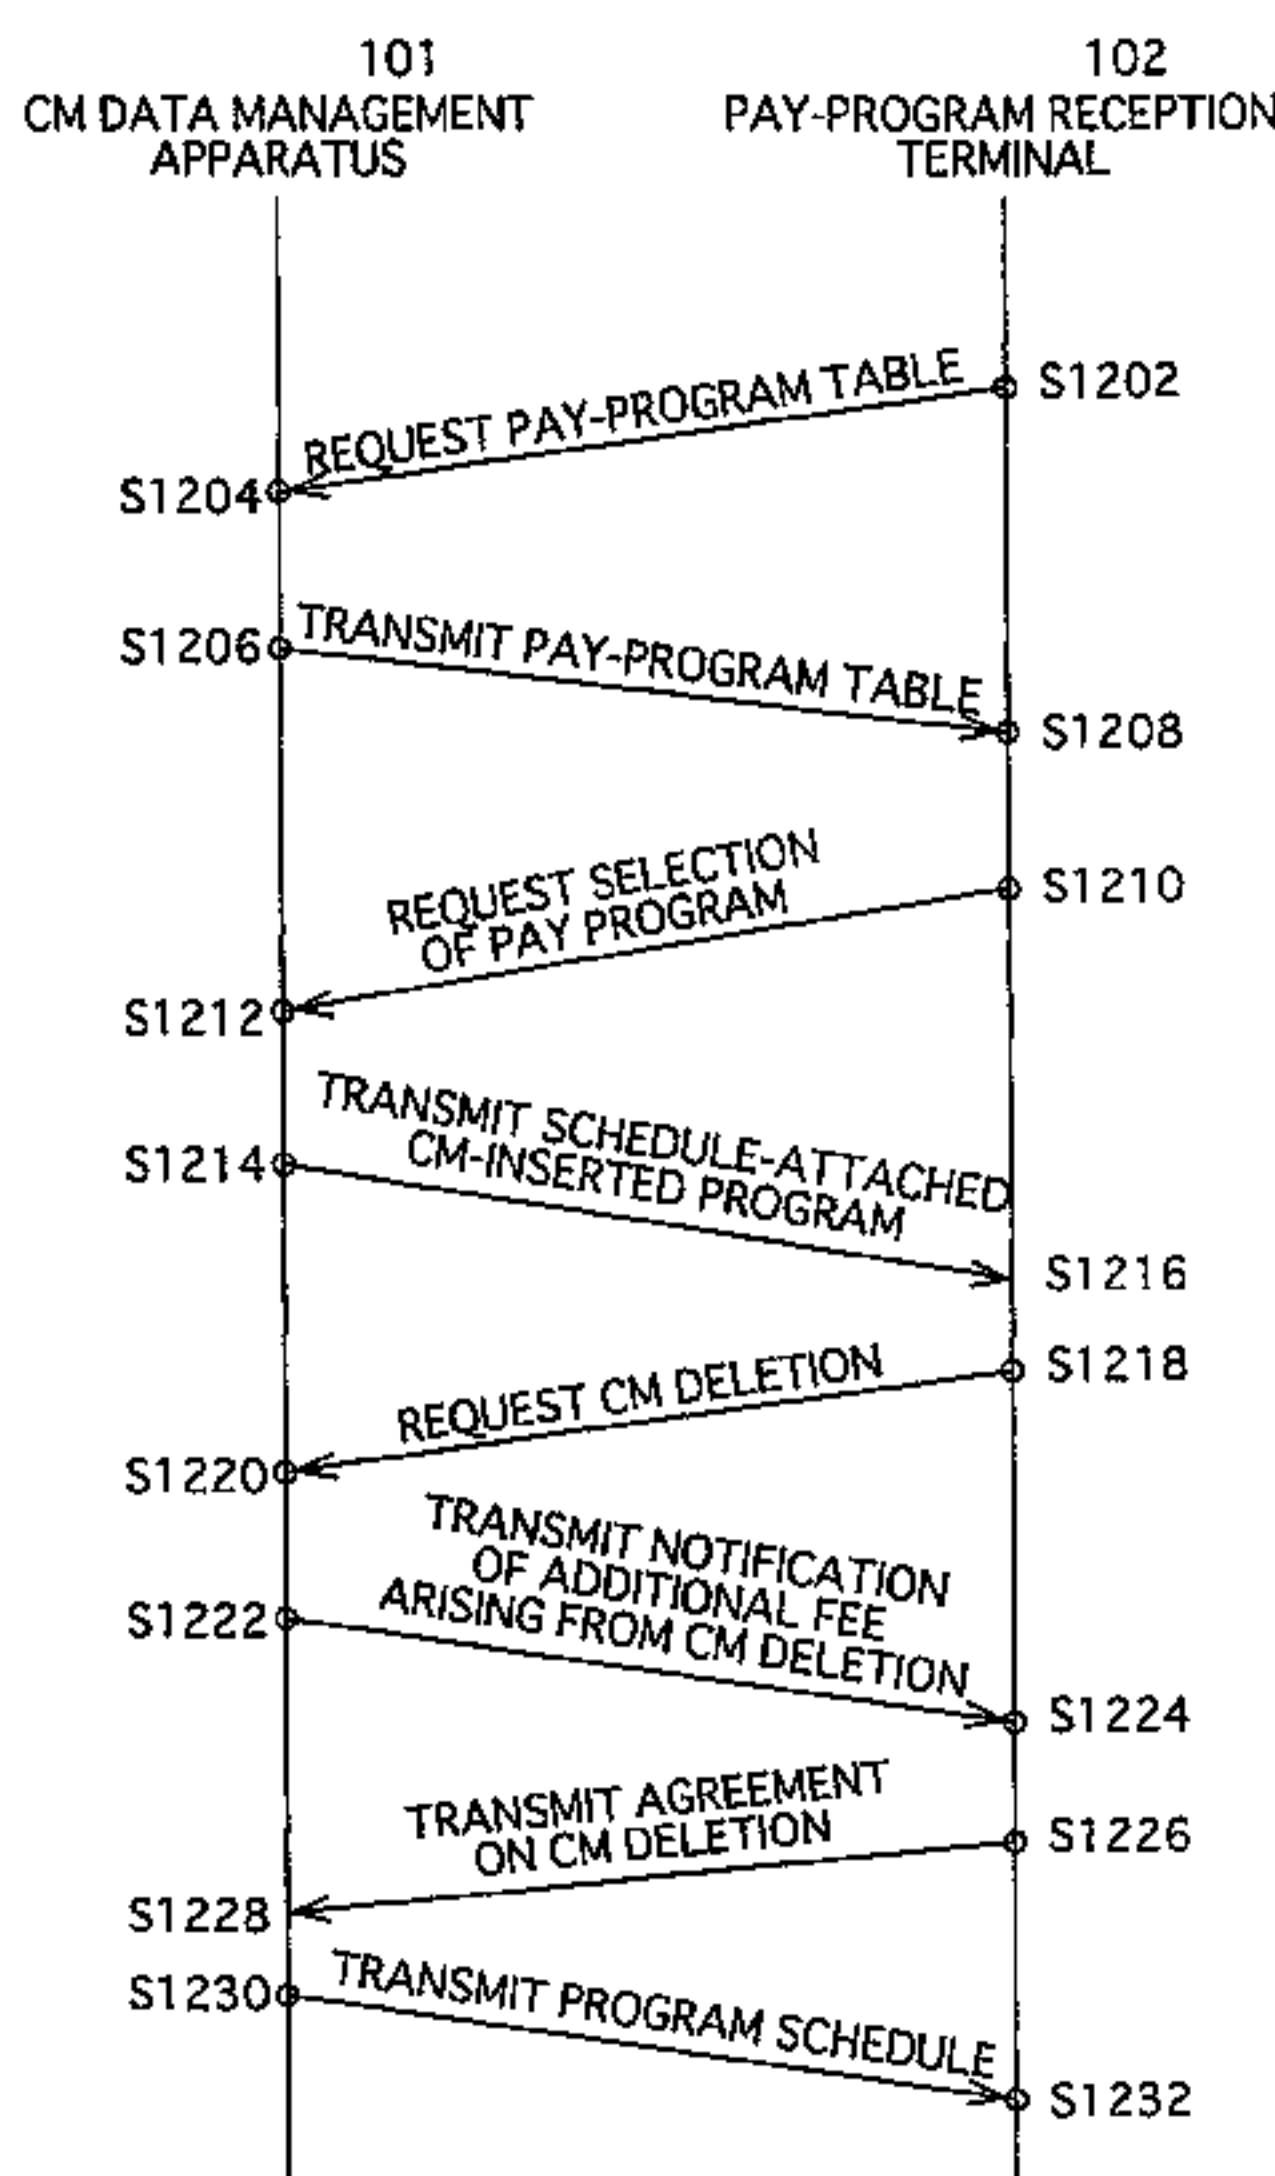 101
CM DATA MANAGEMENT
APPARATUS
102
PAY-PROGRAM RECEPTION
TERMINAL
REQUEST PAY-PROGRAM TABLE
S1202
S1204
S1206
TRANSMIT PAY-PROGRAM TABLE
S1208
REQUEST SELECTION
OF PAY PROGRAM
S1210
S1212
TRANSMIT SCHEDULE-ATTACHED
CM-INSERTED PROGRAM
S1214
S1216
REQUEST CM DELETION
S1218
S1220
TRANSMIT NOTIFICATION
OF ADDITIONAL FEE
ARISING FROM CM DELETION
S1222
S1224
TRANSMIT AGREEMENT
ON CM DELETION
S1226
S1228
S1230
TRANSMIT PROGRAM SCHEDULE
S1232